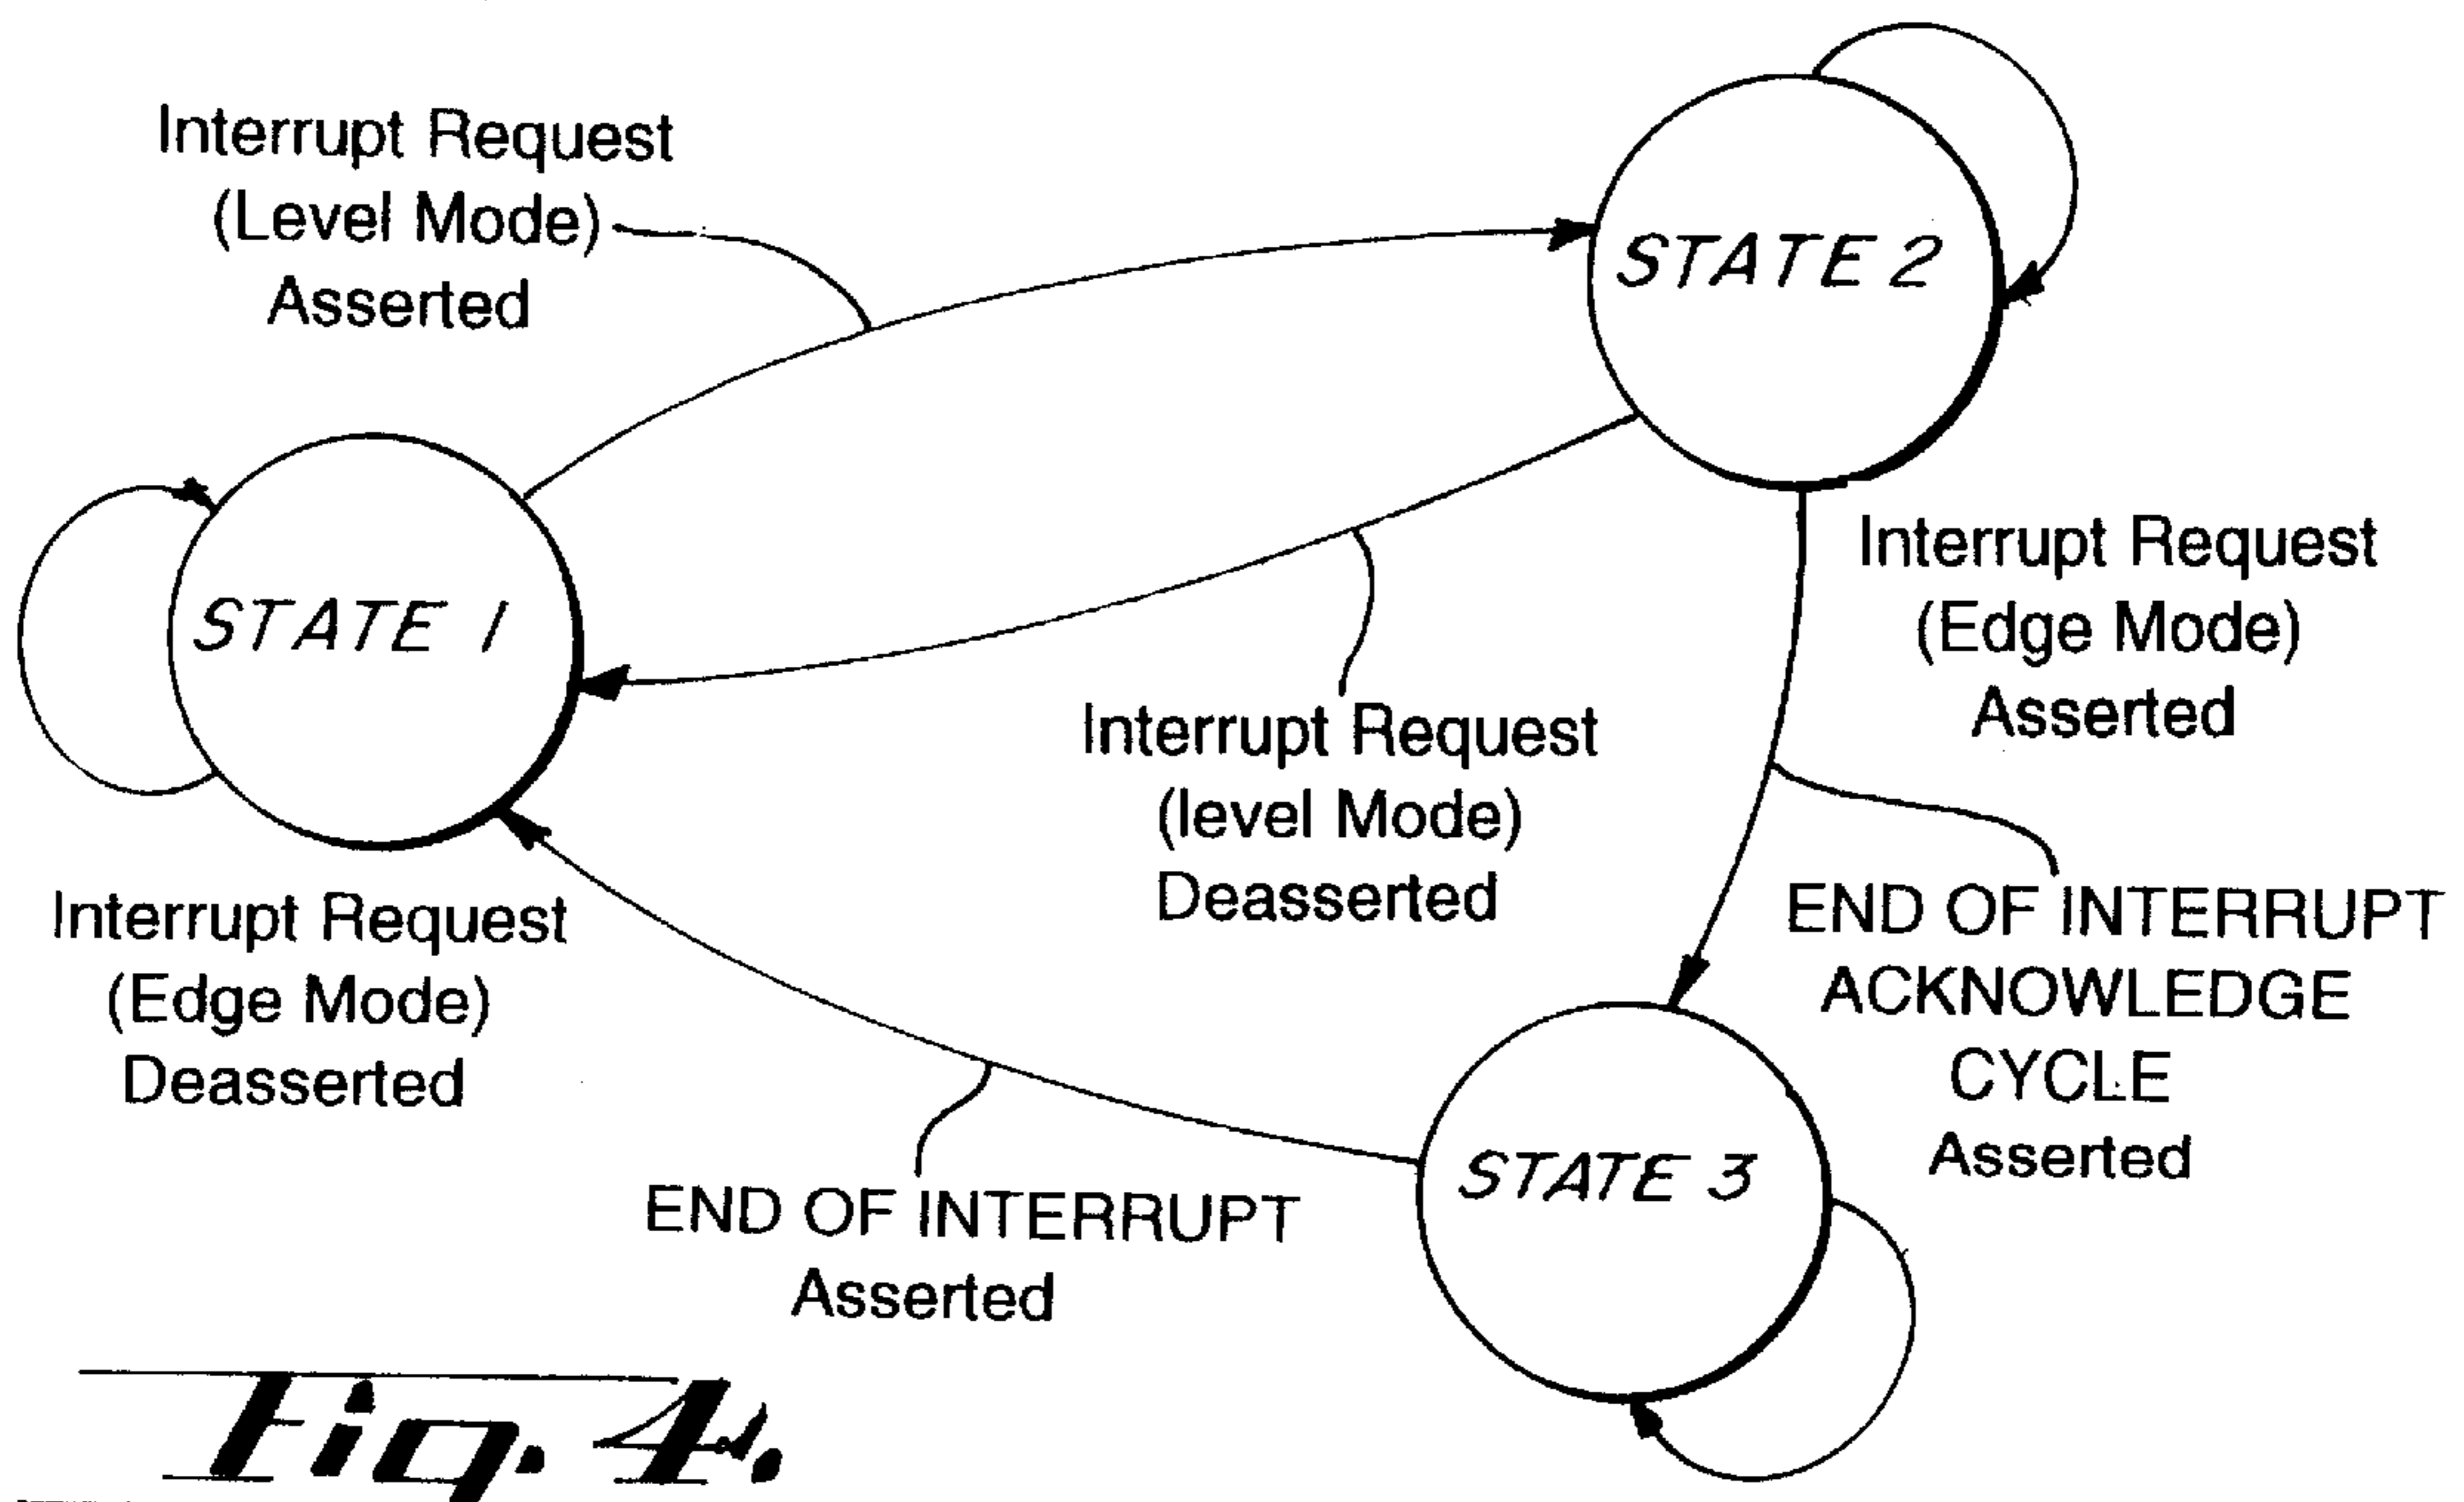 Interrupt Request
(Level Mode)
Asserted
STATE 2
STATE 1
Interrupt Request
(Edge Mode)
Asserted
Interrupt Request
(level Mode)
Deasserted
Interrupt Request
(Edge Mode)
Deasserted
END OF INTERRUPT
ACKNOWLEDGE
CYCLE
Asserted
STATE 3
END OF INTERRUPT
Asserted
Fig. 4.